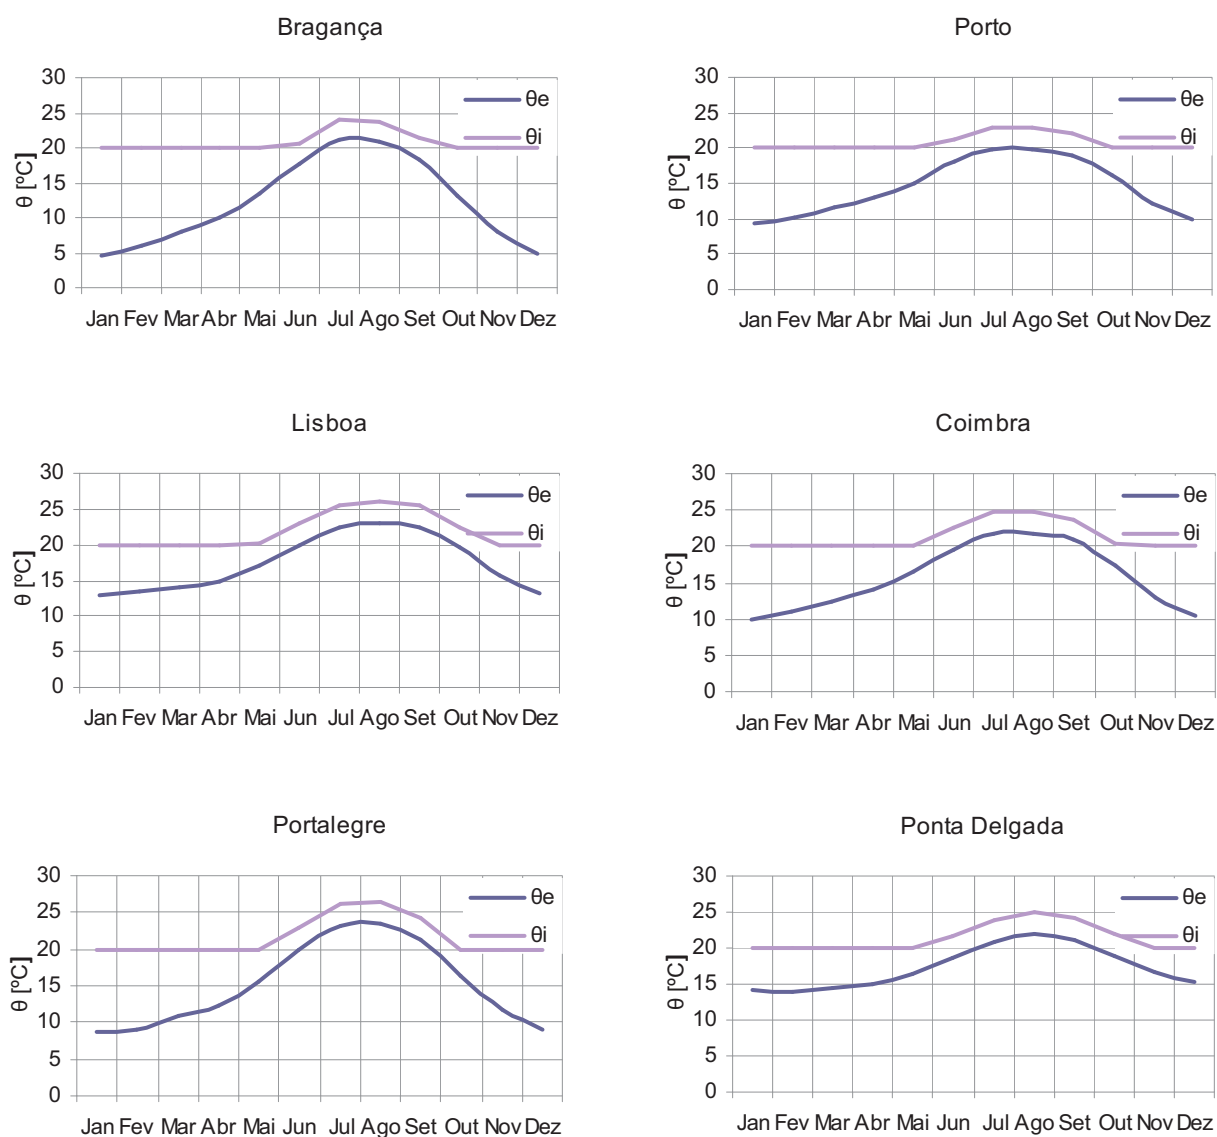 Bragança
30
25
20
15
10
5
0
θ [ºC]
θe
θi
Jan Fev Mar Abr Mai Jun Jul Ago Set Out Nov Dez
Porto
30
25
20
15
10
5
0
θ [ºC]
θe
θi
Jan Fev Mar Abr Mai Jun Jul Ago Set Out Nov Dez
Lisboa
30
25
20
15
10
5
0
θ [ºC]
θe
θi
Jan Fev Mar Abr Mai Jun Jul Ago Set Out Nov Dez
Coimbra
30
25
20
15
10
5
0
θ [ºC]
θe
θi
Jan Fev Mar Abr Mai Jun Jul Ago Set Out Nov Dez
Portalegre
30
25
20
15
10
5
0
θ [ºC]
θe
θi
Jan Fev Mar Abr Mai Jun Jul Ago Set Out Nov Dez
Ponta Delgada
30
25
20
15
10
5
0
θ [ºC]
θe
θi
Jan Fev Mar Abr Mai Jun Jul Ago Set Out Nov Dez